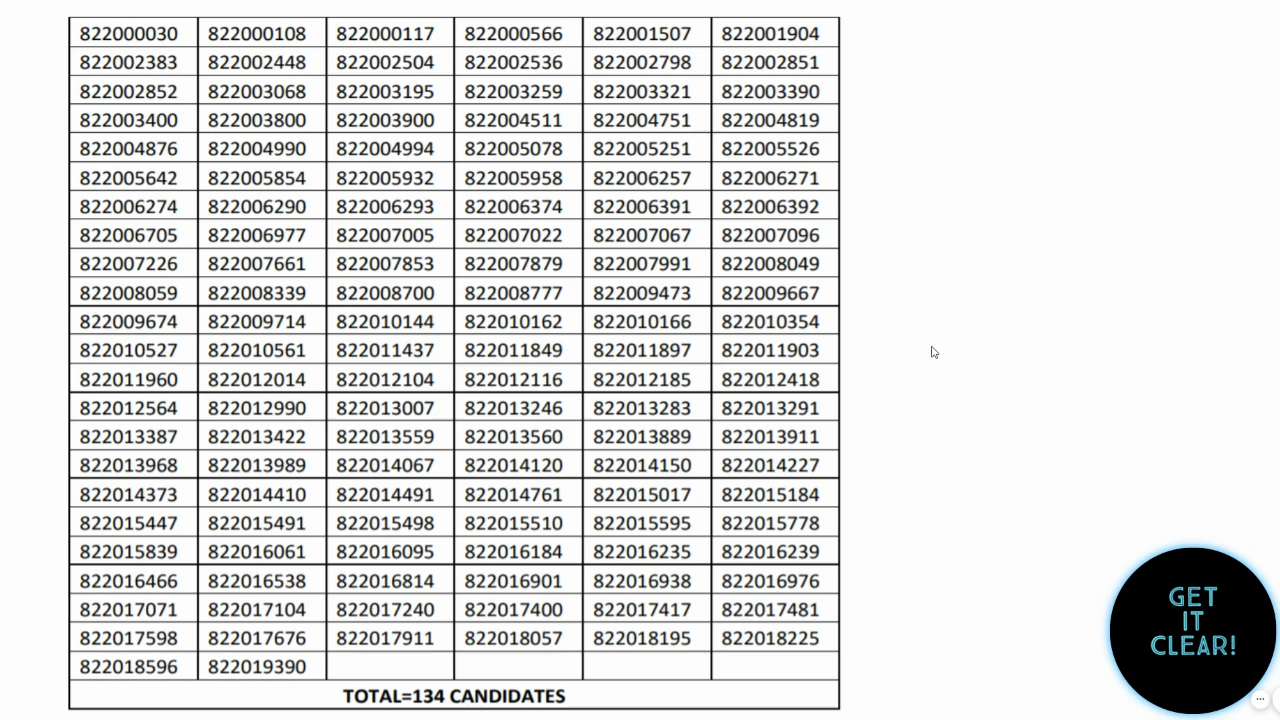 822000030 822000108 822000117 822000566 822001507 822001904
822002383 822002448 822002504 822002536 822002798 822002851
822002852 822003068 822003195 822003259 822003321 822003390
822003400 822003800 822003900 822004511 822004751 822004819
822004876 822004990 822004994 822005078 822005251 822005526
822005642 822005854 822005932 822005958 822006257 822006271
822006274 822006290 822006293 822006374 822006391 822006392
822006705 822006977 822007005 822007022 822007067 822007096
822007226 822007661 822007853 822007879 822007991 822008049
822008059 822008339 822008700 822008777 822009473 822009667
822009674 822009714 822010144 822010162 822010166 822010354
822010527 822010561 822011437 822011849 822011897 822011903
822011960 822012014 822012104 822012116 822012185 822012418
822012564 822012990 822013007 822013246 822013283 822013291
822013387 822013422 822013559 822013560 822013889 822013911
822013968 822013989 822014067 822014120 822014150 822014227
822014373 822014410 822014491 822014761 822015017 822015184
822015447 822015491 822015498 822015510 822015595 822015778
822015839 822016061 822016095 822016184 822016235 822016239
822016466 822016538 822016814 822016901 822016938 822016976
822017071 822017104 822017240 822017400 822017417 822017481
822017598 822017676 822017911 822018057 822018195 822018225
822018596 822019390
TOTAL=134 CANDIDATES
GET
IT
CLEAR!